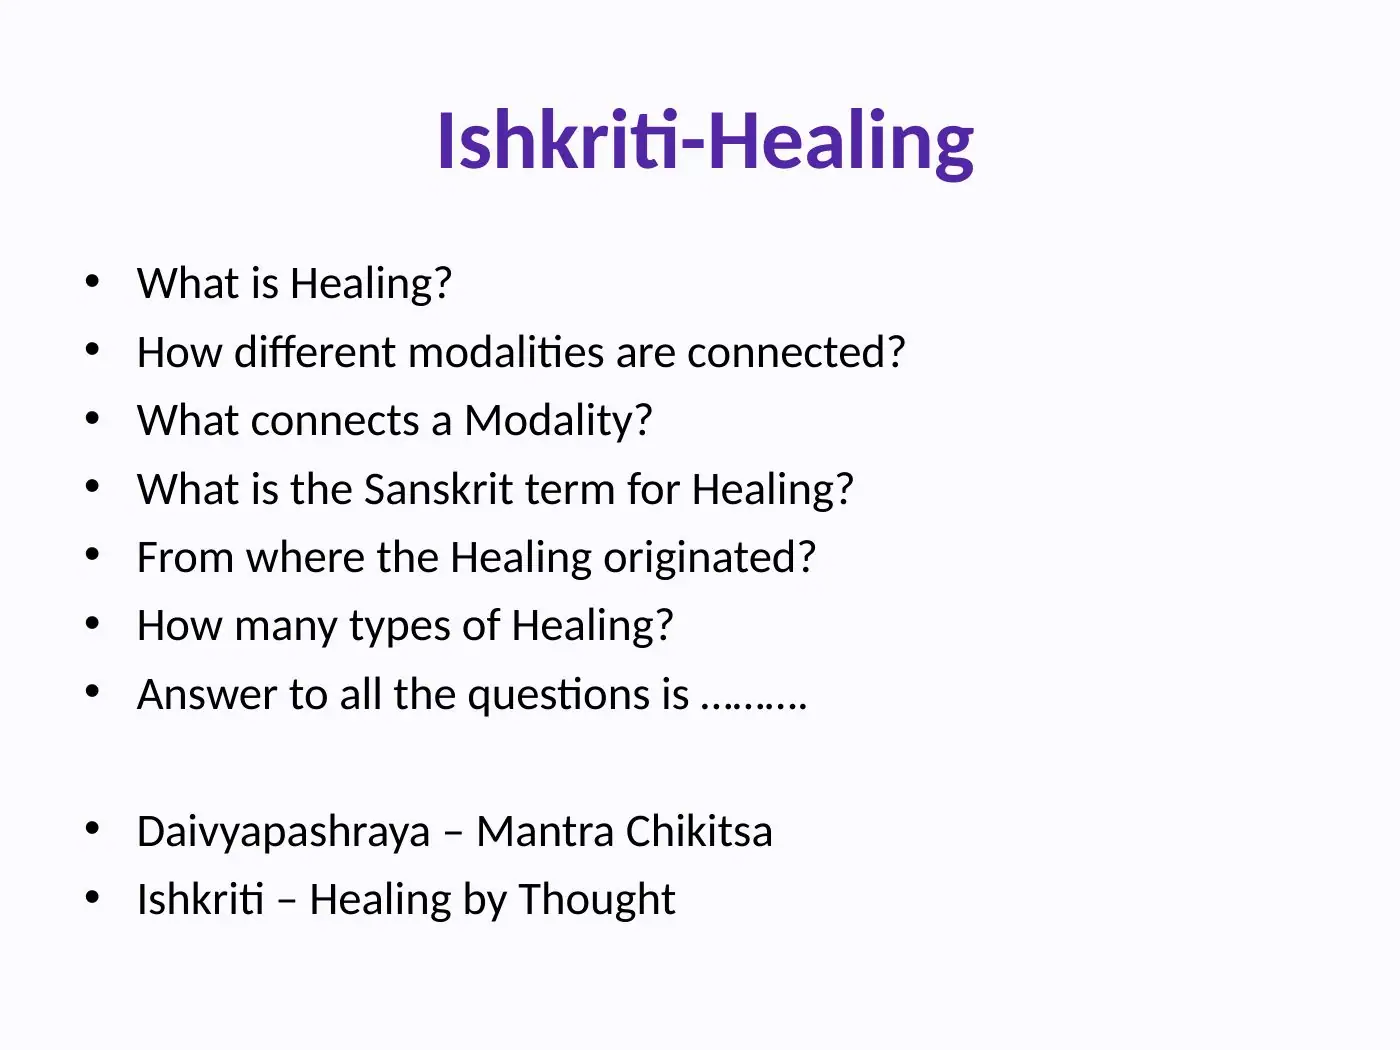 Ishkriti-Healing
• What is Healing?
• How different modalities are connected?
• What connects a Modality?
• What is the Sanskrit term for Healing?
• From where the Healing originated?
• How many types of Healing?
• Answer to all the questions is ……….
• Daivyapashraya – Mantra Chikitsa
• Ishkriti – Healing by Thought